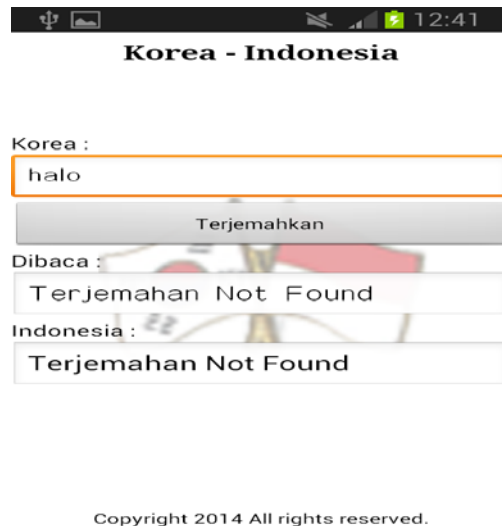 12:41
Korea - Indonesia
Korea :
halo
Terjemahkan
Dibaca :
Terjemahan Not Found
Indonesia :
Terjemahan Not Found
Copyright 2014 All rights reserved.